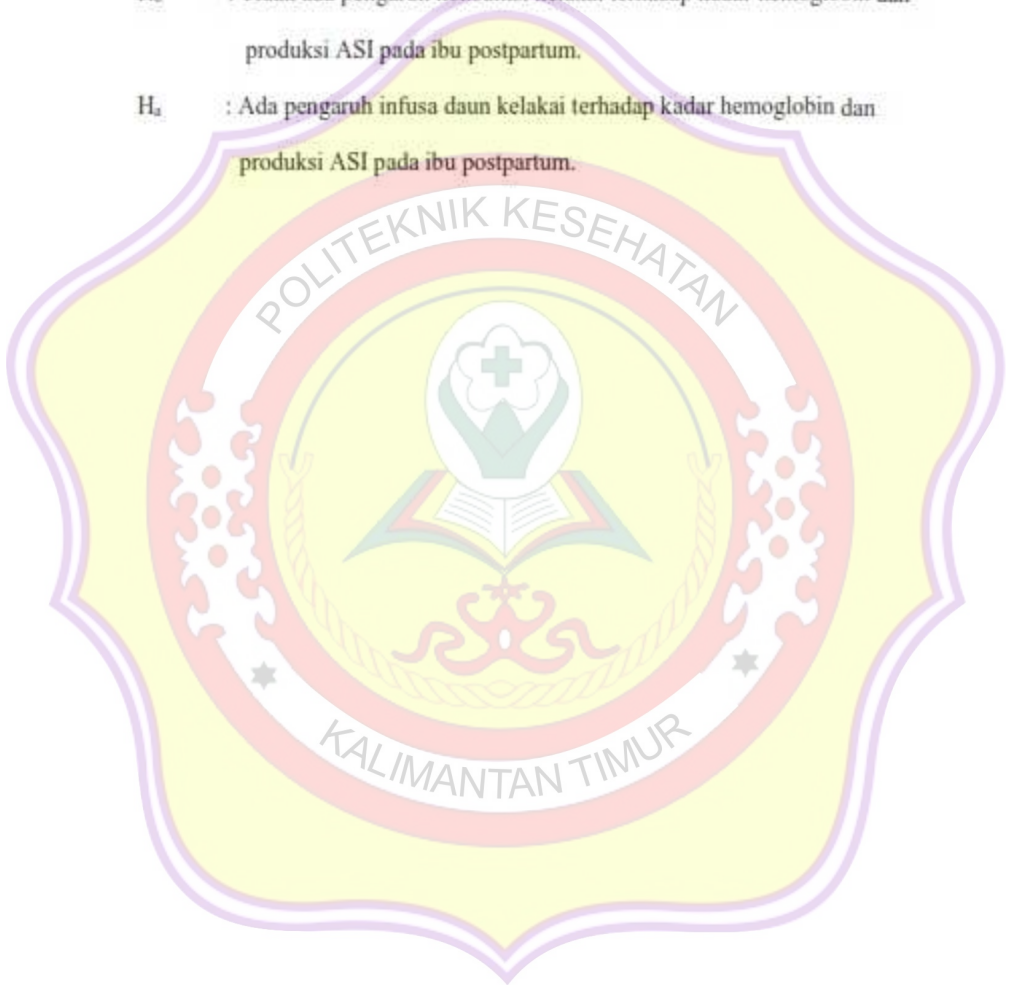 produksi ASI pada ibu postpartum.
Hₐ : Ada pengaruh infusa daun kelakai terhadap kadar hemoglobin dan
produksi ASI pada ibu postpartum.
POLITEKNIK KESEHATAN
KALIMANTAN TIMUR